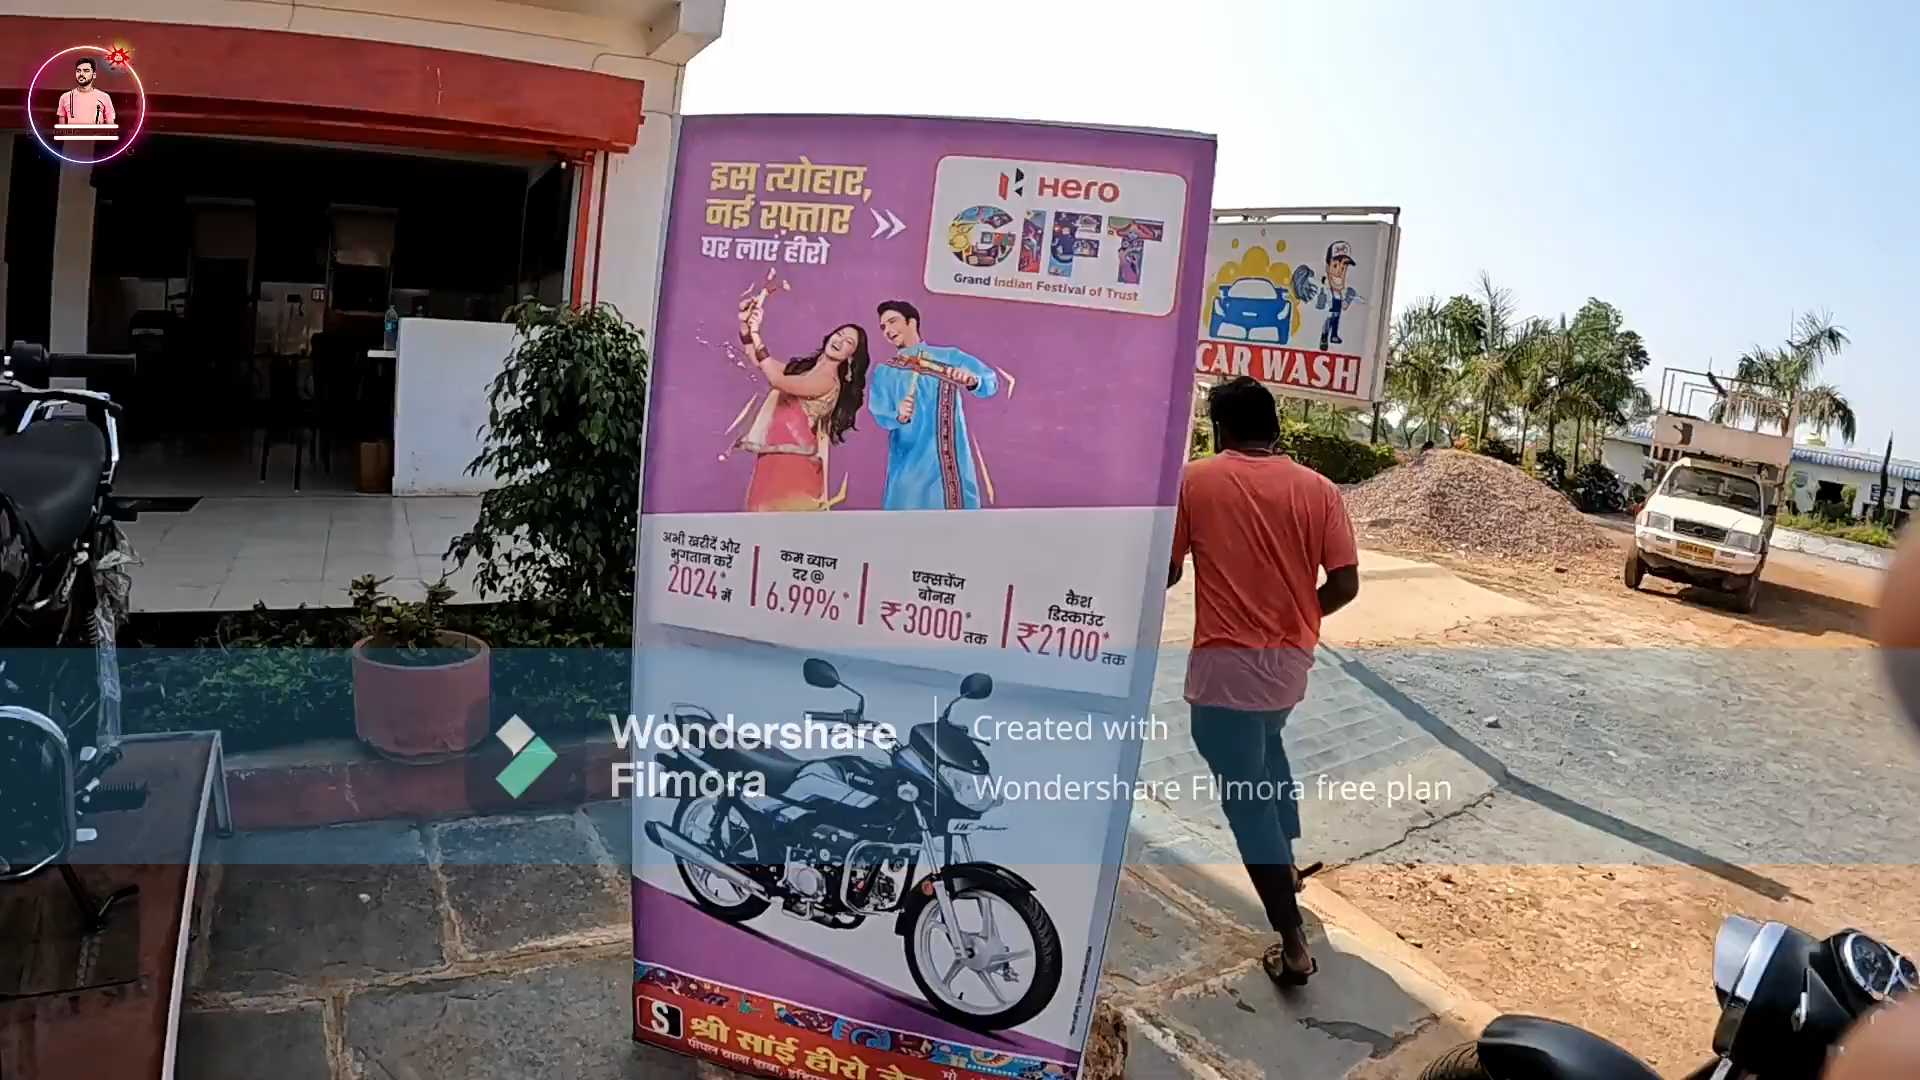 इस त्योहार,
नई रफ़्तार
घर लाएं हीरो
Hero
GIFT
Grand Indian Festival of Trust
CAR WASH
अभी खरीदें और
भुगतान करें
2024* में
कम ब्याज
दर @
6.99%*
एक्सचेंज
बोनस
₹3000* तक
कैश
डिस्काउंट
₹2100* तक
Wondershare
Filmora
Created with
Wondershare Filmora free plan
Hero
S श्री सांई हीरो
पीपल वाला
मो.